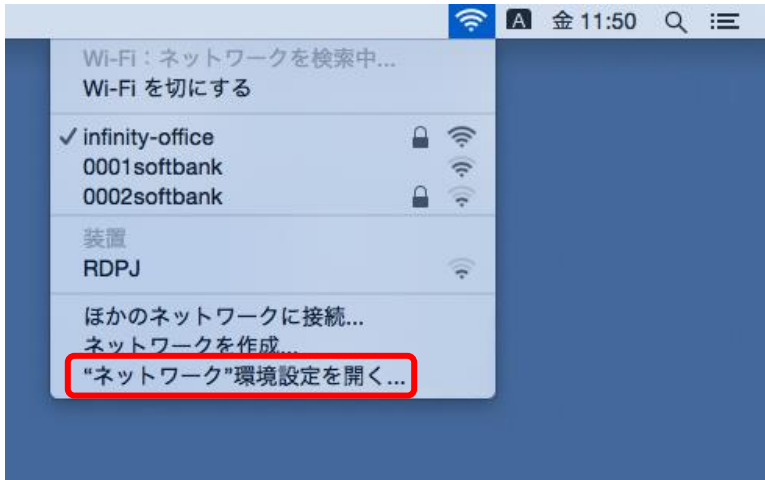 A 金 11:50
Wi-Fi：ネットワークを検索中...
Wi-Fi を切にする
✓ infinity-office
0001softbank
0002softbank
装置
RDPJ
ほかのネットワークに接続...
ネットワークを作成...
“ネットワーク”環境設定を開く...